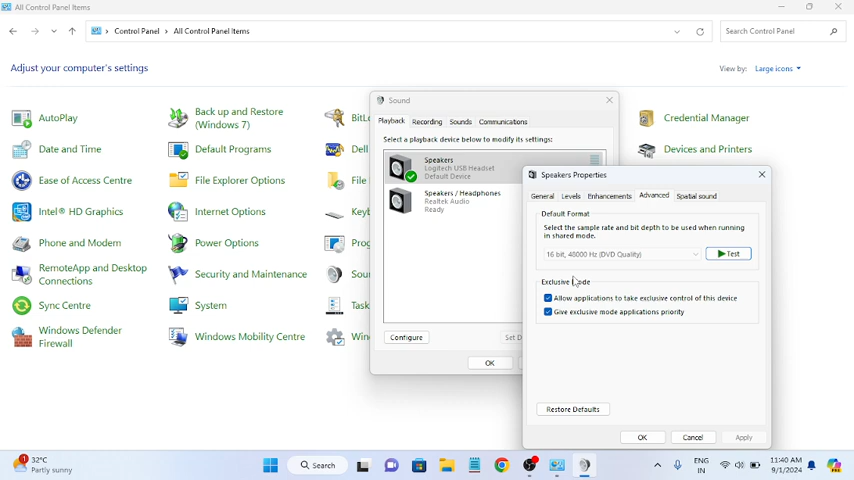 All Control Panel Items
Control Panel > All Control Panel Items
Search Control Panel
Adjust your computer's settings
View by: Large icons
AutoPlay
Back up and Restore
(Windows 7)
Credential Manager
Date and Time
Default Programs
Dell
Devices and Printers
Ease of Access Centre
File Explorer Options
File
Intel® HD Graphics
Internet Options
Phone and Modem
Power Options
RemoteApp and Desktop
Connections
Security and Maintenance
Sync Centre
System
Task
Windows Defender
Firewall
Windows Mobility Centre
Sound
Playback Recording Sounds Communications
Select a playback device below to modify its settings:
Speakers
Logitech USB Headset
Default Device
Speakers / Headphones
Realtek Audio
Ready
Configure
Set D
OK
Speakers Properties
General Levels Enhancements Advanced Spatial sound
Default Format
Select the sample rate and bit depth to be used when running
in shared mode.
16 bit, 48000 Hz (DVD Quality)
Test
Exclusive Mode
Allow applications to take exclusive control of this device
Give exclusive mode applications priority
Restore Defaults
OK Cancel Apply
1
32°C
Partly sunny
Search
ENG
IN
11:40 AM
9/1/2024